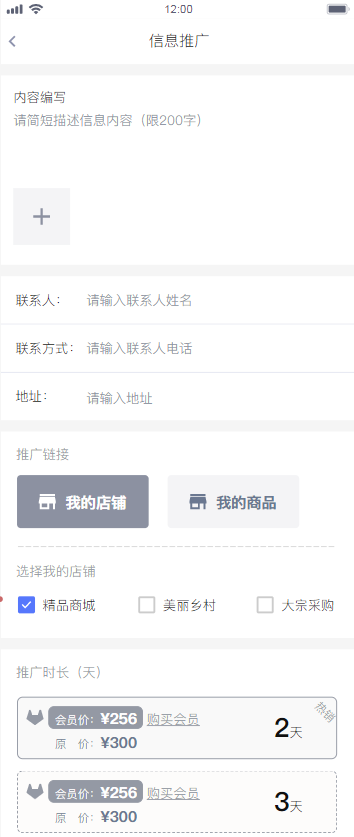 12:00
信息推广
内容编写
请简短描述信息内容（限200字）
联系人： 请输入联系人姓名
联系方式： 请输入联系人电话
地址： 请输入地址
推广链接
我的店铺 我的商品
选择我的店铺
精品商城 美丽乡村 大宗采购
推广时长（天）
会员价：¥256 购买会员 2天 热销
原 价：¥300
会员价：¥256 购买会员 3天
原 价：¥300